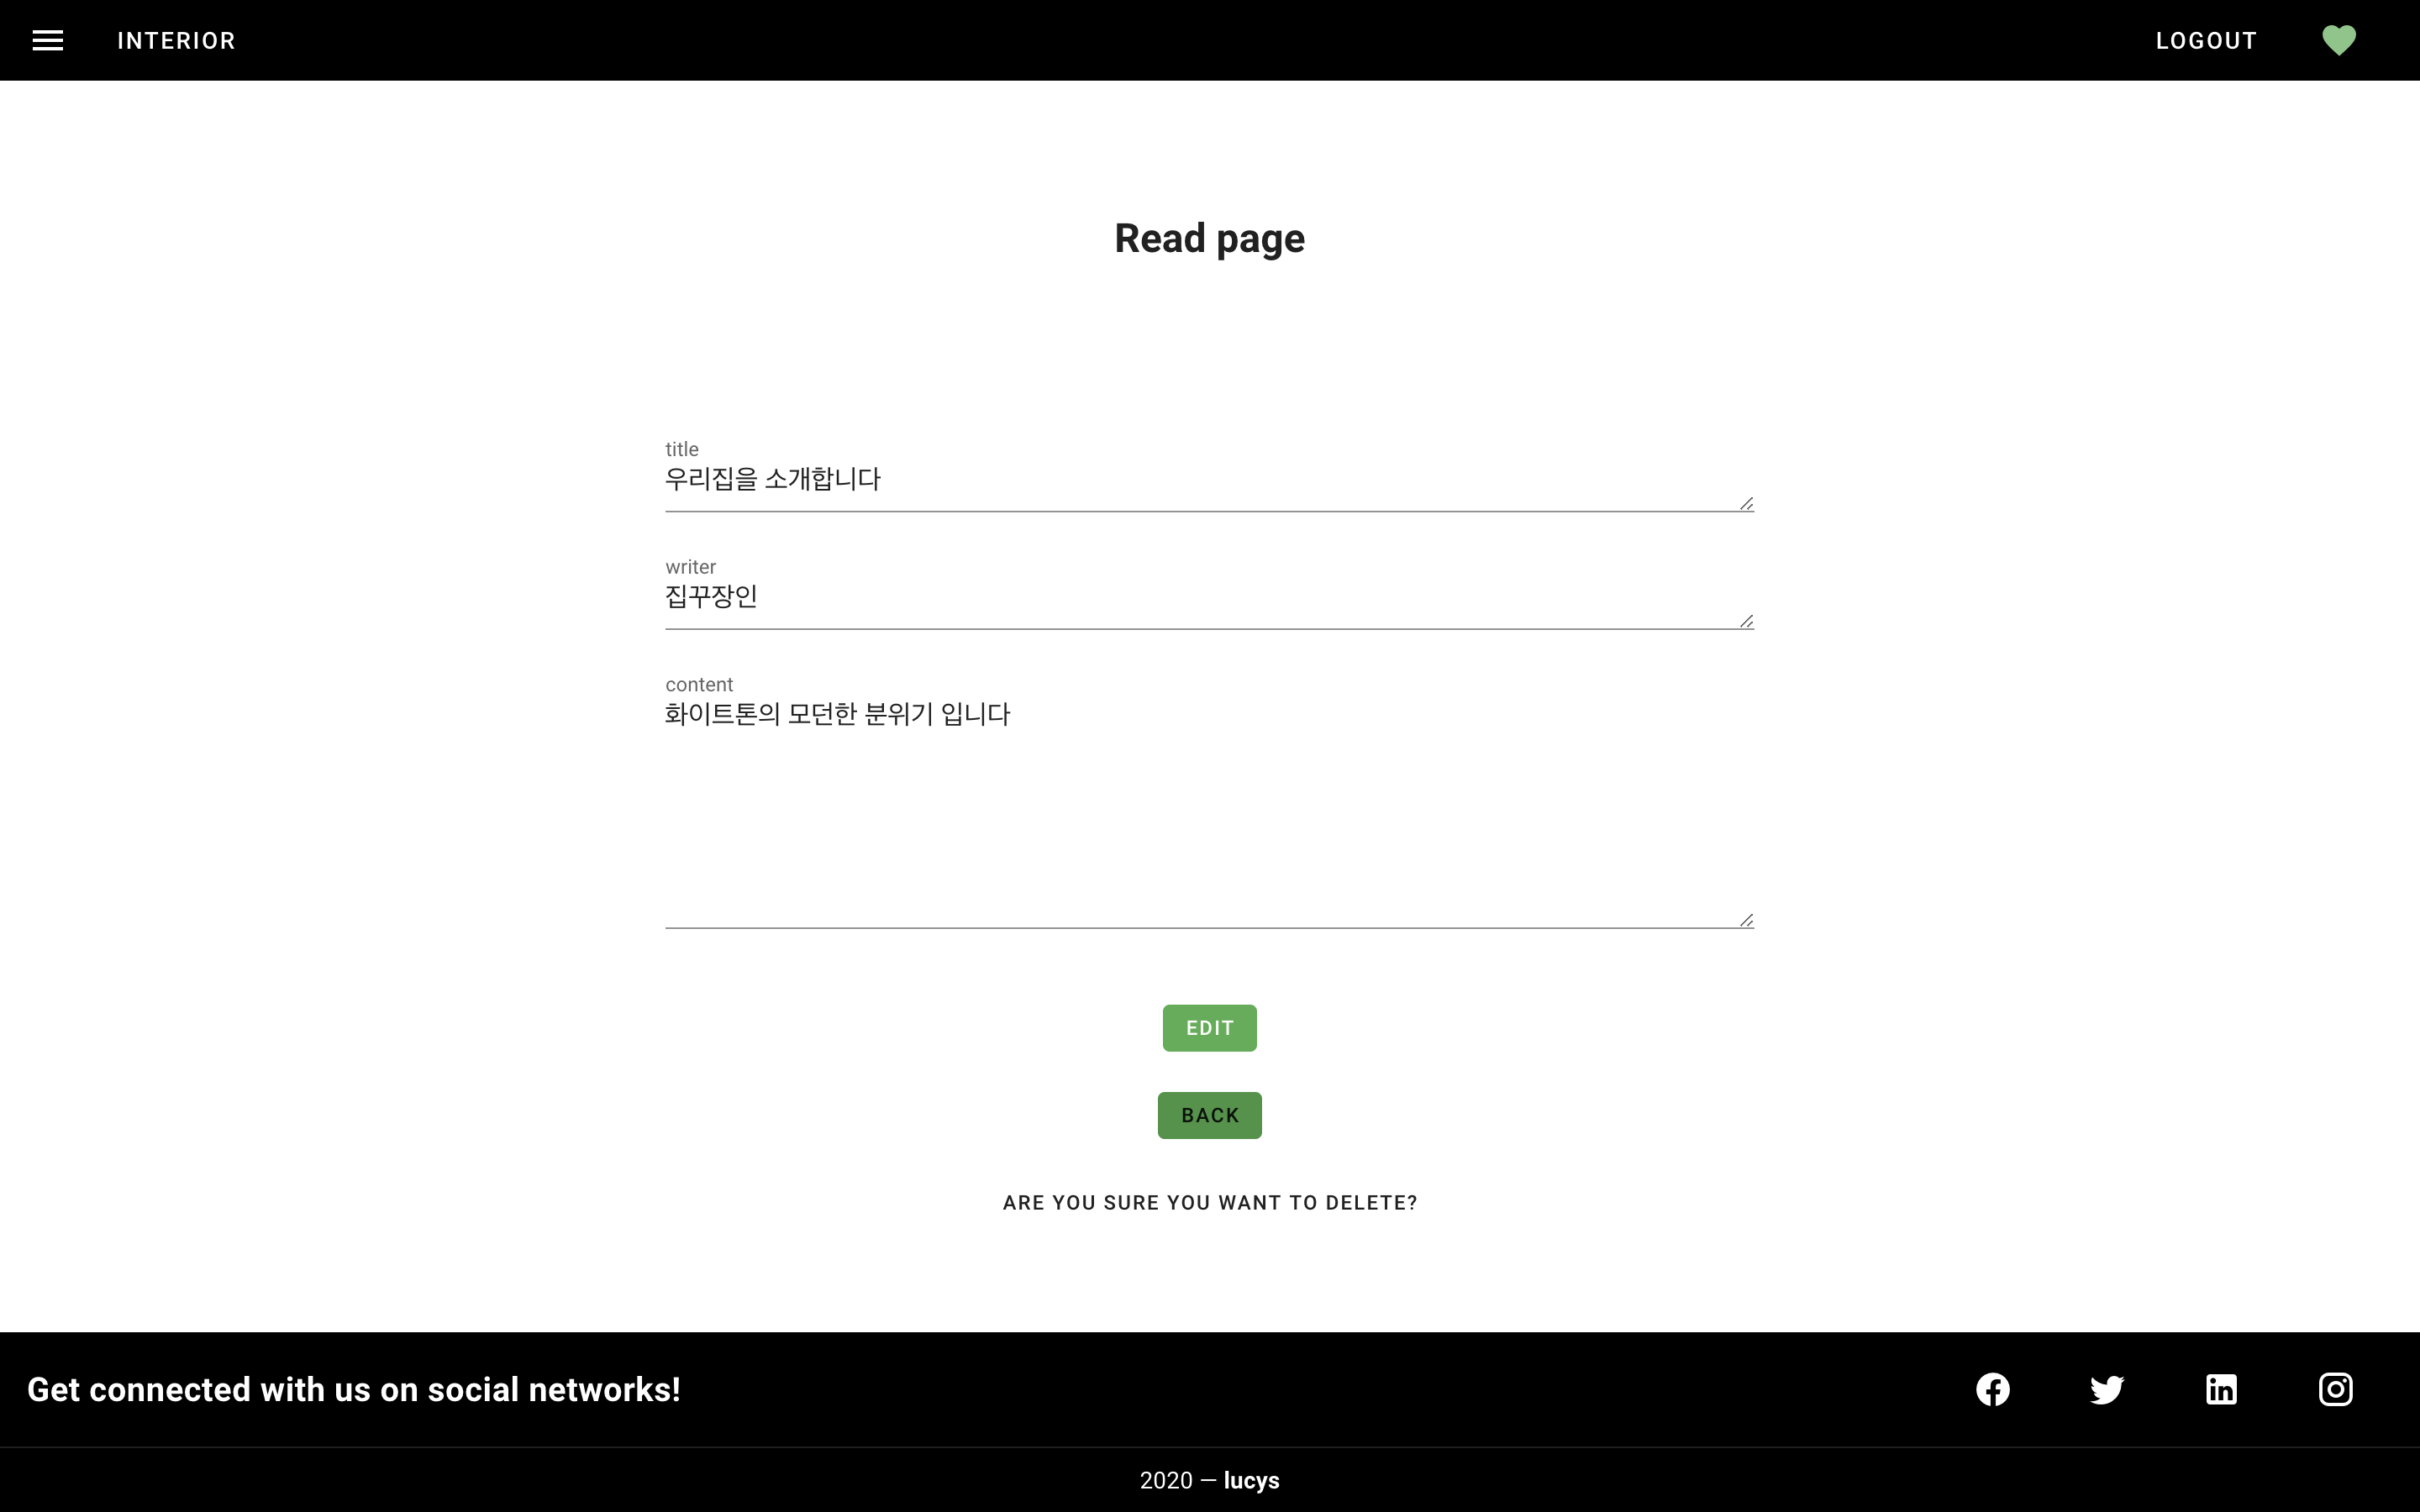 INTERIOR
LOGOUT
Read page
title
우리집을 소개합니다
writer
집꾸장인
content
화이트톤의 모던한 분위기 입니다
EDIT
BACK
ARE YOU SURE YOU WANT TO DELETE?
Get connected with us on social networks!
2020 — lucys